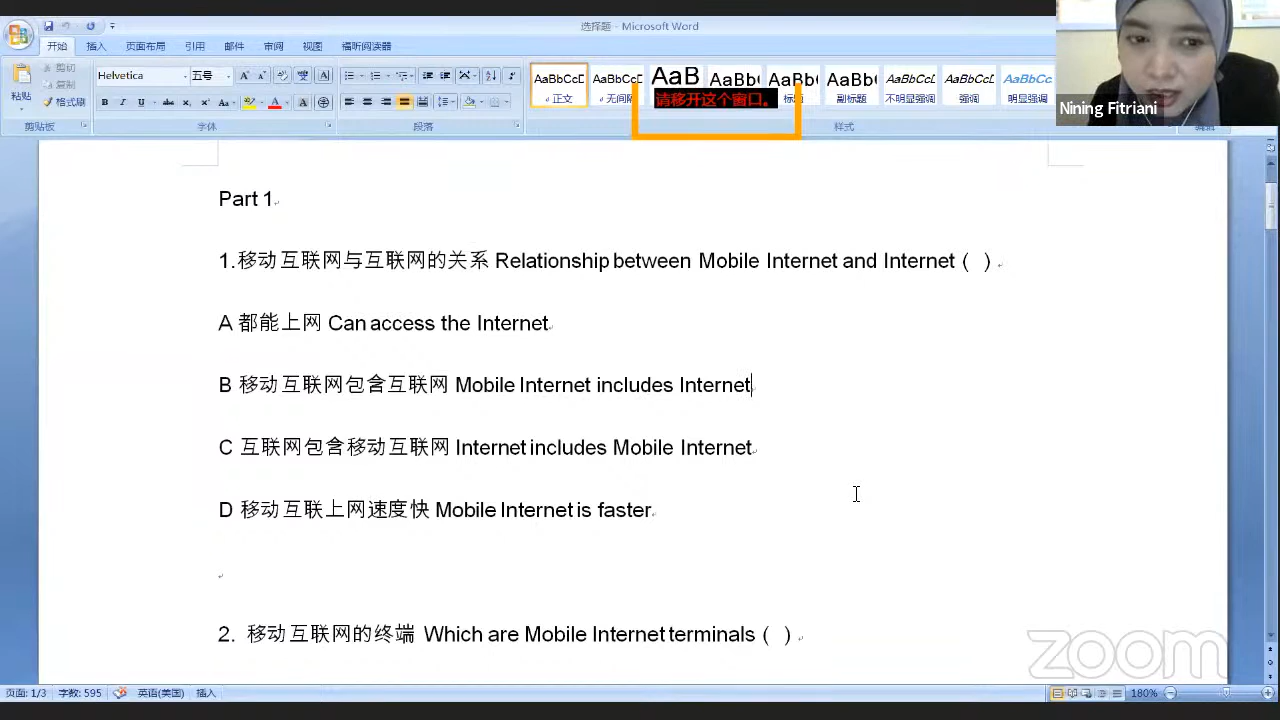 选择题 - Microsoft Word
开始 插入 页面布局 引用 邮件 审阅 视图 福昕阅读器
剪切
复制
粘贴 格式刷
Helvetica 五号
AaBbCcD AaBbCcD AaB AaBb( AaBb( AaBb( AaBbCcD AaBbCcD AaBbCc
正文 无间隔 标题 副标题 不明显强调 强调 明显强调
请移开这个窗口。
剪贴板 字体 段落 样式 编辑
Nining Fitriani
Part 1
1.移动互联网与互联网的关系 Relationship between Mobile Internet and Internet ( )
A 都能上网 Can access the Internet
B 移动互联网包含互联网 Mobile Internet includes Internet
C 互联网包含移动互联网 Internet includes Mobile Internet
D 移动互联上网速度快 Mobile Internet is faster
2. 移动互联网的终端 Which are Mobile Internet terminals ( )
zoom
页面: 1/3 字数: 595 英语(美国) 插入 180%